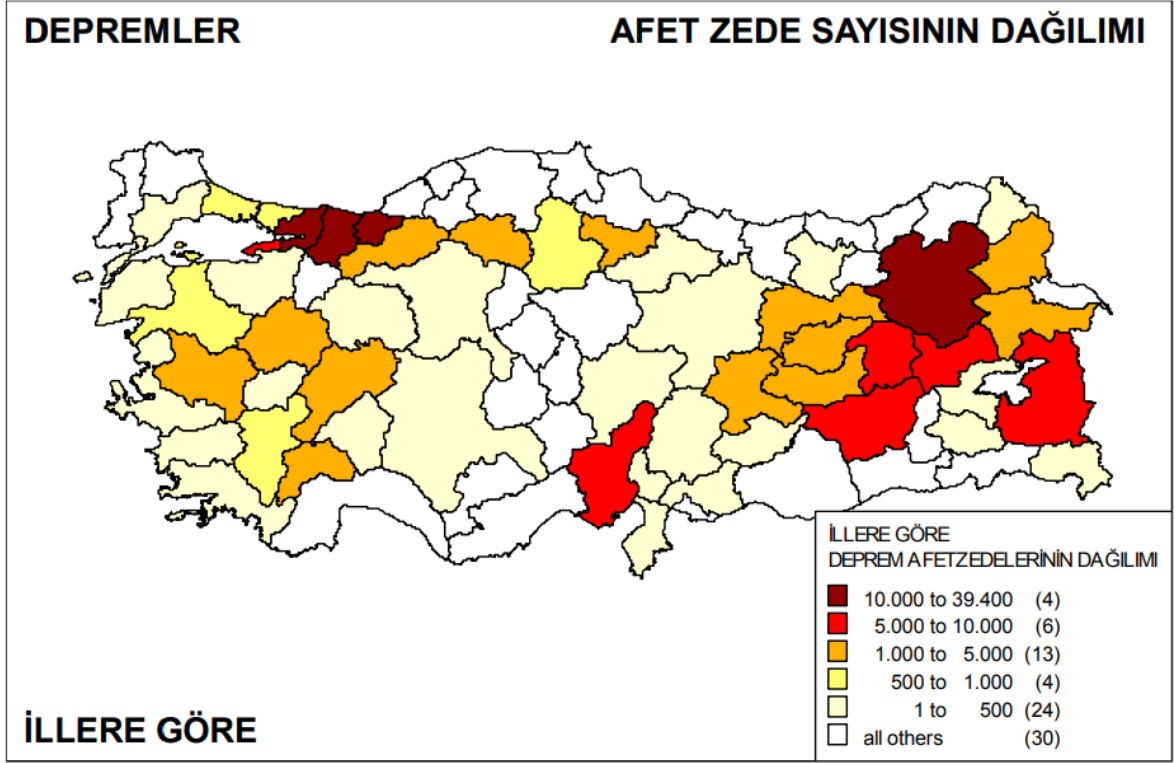 DEPREMLER
AFET ZEDE SAYISININ DAĞILIMI
İLLERE GÖRE
DEPREM AFETZEDELERİNİN DAĞILIMI
10.000 to 39.400 (4)
5.000 to 10.000 (6)
1.000 to 5.000 (13)
500 to 1.000 (4)
1 to 500 (24)
all others (30)
İLLERE GÖRE